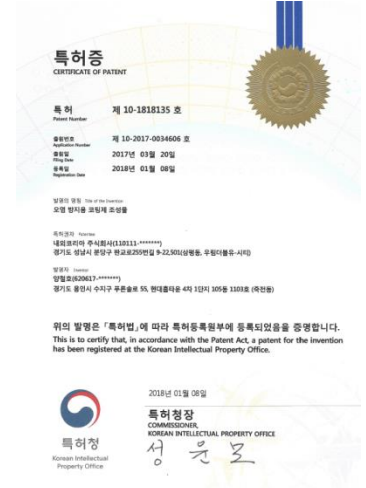 특허증
CERTIFICATE OF PATENT
특 허 제 10-1818135 호
Patent Number
출원번호 제 10-2017-0034606 호
Application Number
출원일 2017년 03월 20일
Filing Date
등록일 2018년 01월 08일
Registration Date
발명의 명칭 Title of the Invention
오염 방지용 코팅제 조성물
특허권자 Patentee
내외코리아 주식회사(110111-*******)
경기도 성남시 분당구 판교로255번길 9-22,501(삼평동, 우림더블유-시티)
발명자 Inventor
양철호(620617-*******)
경기도 용인시 수지구 푸른솔로 55, 현대홈타운 4차 1단지 105동 1103호 (죽전동)
위의 발명은 「특허법」에 따라 특허등록원부에 등록되었음을 증명합니다.
This is to certify that, in accordance with the Patent Act, a patent for the invention
has been registered at the Korean Intellectual Property Office.
2018년 01월 08일
특허청장
COMMISSIONER,
KOREAN INTELLECTUAL PROPERTY OFFICE
성윤모
특허청
Korean Intellectual
Property Office